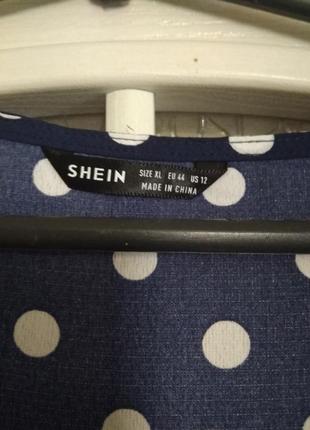 SHEIN SIZE XL EU 44 US 12
MADE IN CHINA